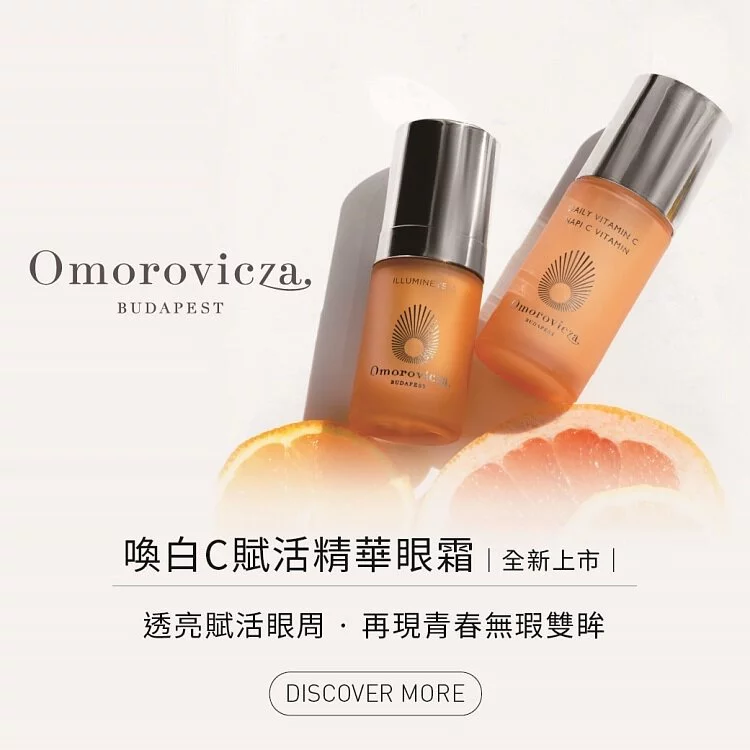 Omorovicza,
BUDAPEST
ILLUMINEYE C
Omorovicza,
BUDAPEST
DAILY VITAMIN C
NAPI C VITAMIN
Omorovicza,
BUDAPEST
喚白C賦活精華眼霜｜全新上市｜
透亮賦活眼周・再現青春無瑕雙眸
DISCOVER MORE